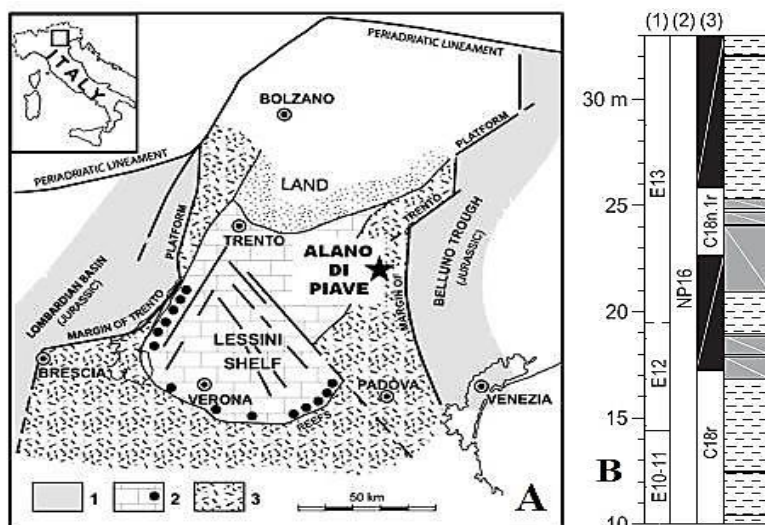 ITALY
PERIADRIATIC LINEAMENT
BOLZANO
PERIADRIATIC LINEAMENT
PLATFORM
LAND
TRENTO
PLATFORM
TRENTO
ALANO
DI
PIAVE
MARGIN OF
BELLUNO TROUGH
(JURASSIC)
LOMBARDIAN BASIN
(JURASSIC)
MARGIN OF TRENTO
LESSINI
SHELF
BRESCIA
VERONA
PADOVA
VENEZIA
REEFS
1
2
3
50 km
A
(1) (2) (3)
30 m
25
20
15
10
E13
E12
E10-11
NP16
C18n.1r
C18r
B